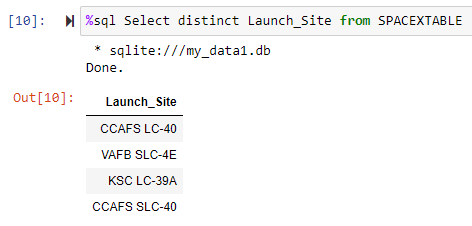 [10]: %sql Select distinct Launch_Site from SPACEXTABLE
* sqlite:///my_data1.db
Done.
Out[10]:
Launch_Site
CCAFS LC-40
VAFB SLC-4E
KSC LC-39A
CCAFS SLC-40